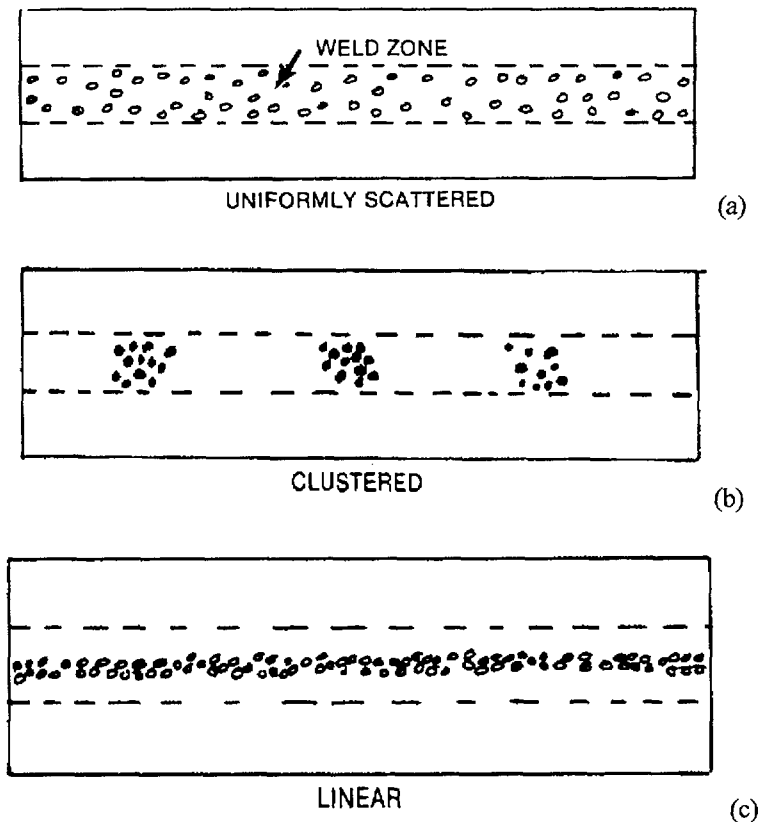 WELD ZONE
UNIFORMLY SCATTERED
(a)
CLUSTERED
(b)
LINEAR
(c)